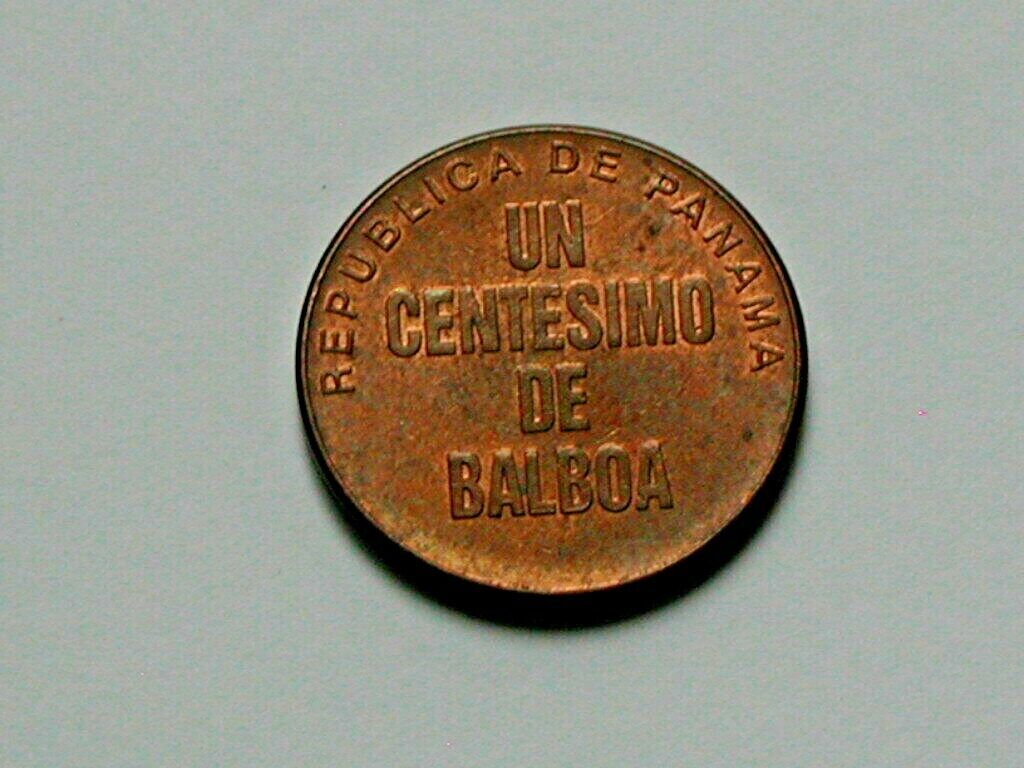 REPUBLICA DE PANAMA
UN
CENTESIMO
DE
BALBOA